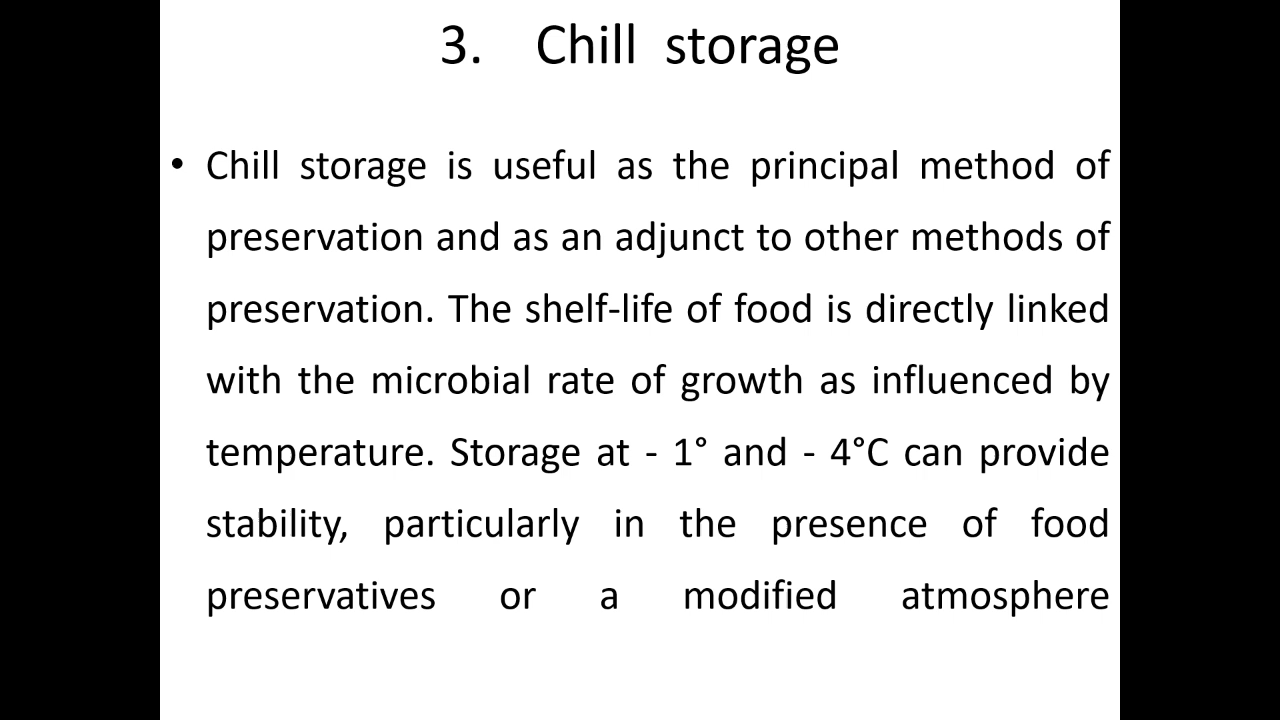 3. Chill storage
• Chill storage is useful as the principal method of
preservation and as an adjunct to other methods of
preservation. The shelf-life of food is directly linked
with the microbial rate of growth as influenced by
temperature. Storage at - 1° and - 4°C can provide
stability, particularly in the presence of food
preservatives or a modified atmosphere